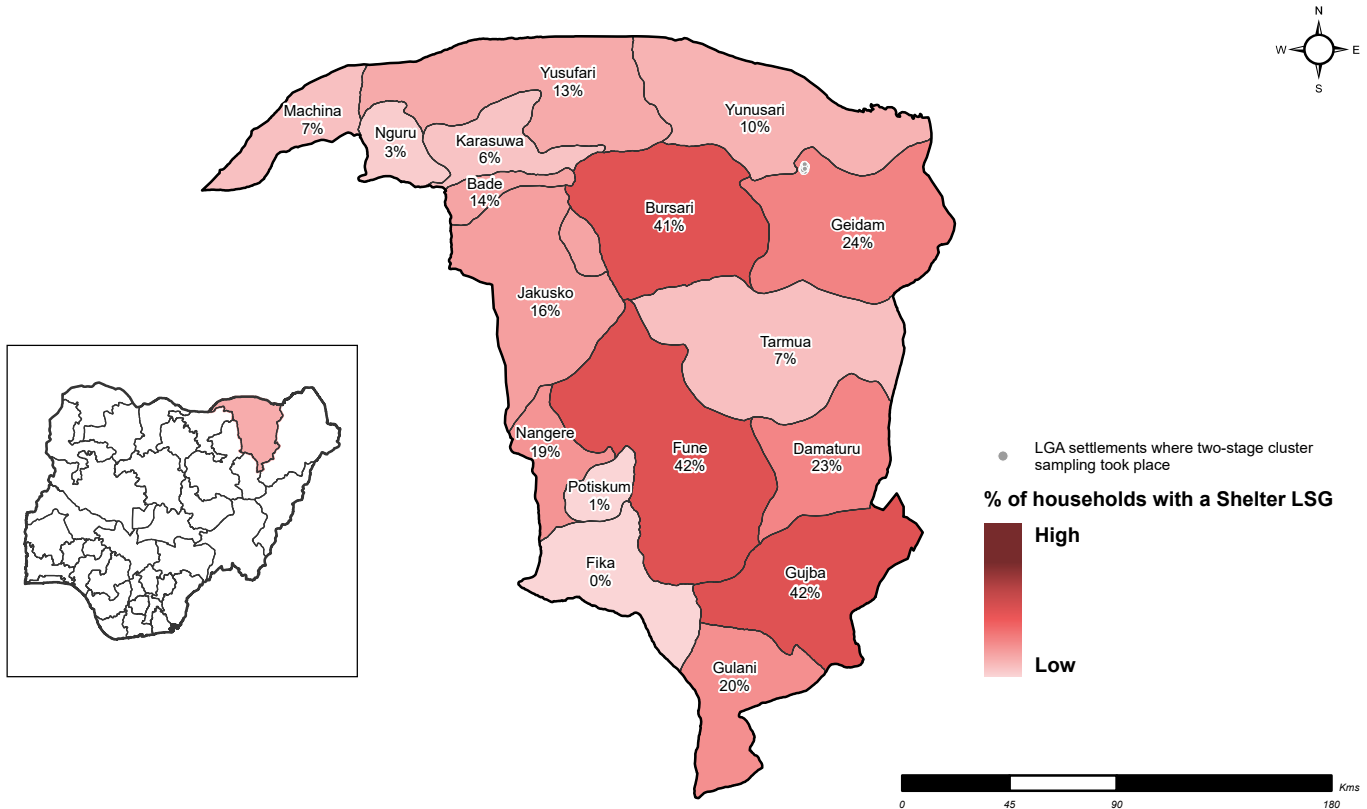 N
W
E
S
Yusufari
13%
Machina
7%
Yunusari
10%
Nguru
3%
Karasuwa
6%
Bade
14%
Bursari
41%
Geidam
24%
Jakusko
16%
Tarmua
7%
Nangere
19%
Fune
42%
Damaturu
23%
Potiskum
1%
Fika
0%
Gujba
42%
Gulani
20%
LGA settlements where two-stage cluster
sampling took place
% of households with a Shelter LSG
High
Low
Kms
0
45
90
180